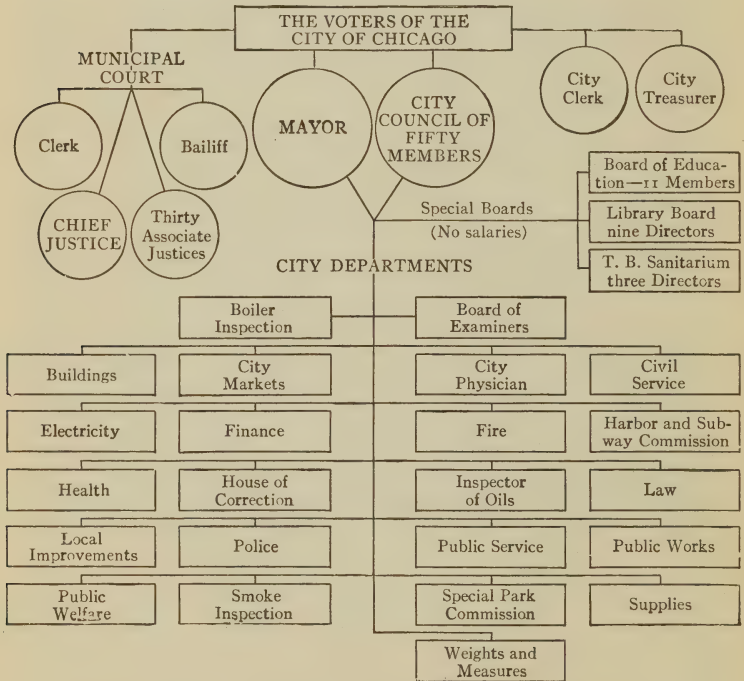 THE VOTERS OF THE
CITY OF CHICAGO
MUNICIPAL
COURT
Clerk
Bailiff
CHIEF
JUSTICE
Thirty
Associate
Justices
MAYOR
CITY
COUNCIL OF
FIFTY
MEMBERS
City
Clerk
City
Treasurer
Special Boards
(No salaries)
Board of Educa-
tion—11 Members
Library Board
nine Directors
T. B. Sanitarium
three Directors
CITY DEPARTMENTS
Boiler
Inspection
Board of
Examiners
Buildings
City
Markets
City
Physician
Civil
Service
Electricity
Finance
Fire
Harbor and Sub-
way Commission
Health
House of
Correction
Inspector
of Oils
Law
Local
Improvements
Police
Public Service
Public Works
Public
Welfare
Smoke
Inspection
Special Park
Commission
Supplies
Weights and
Measures